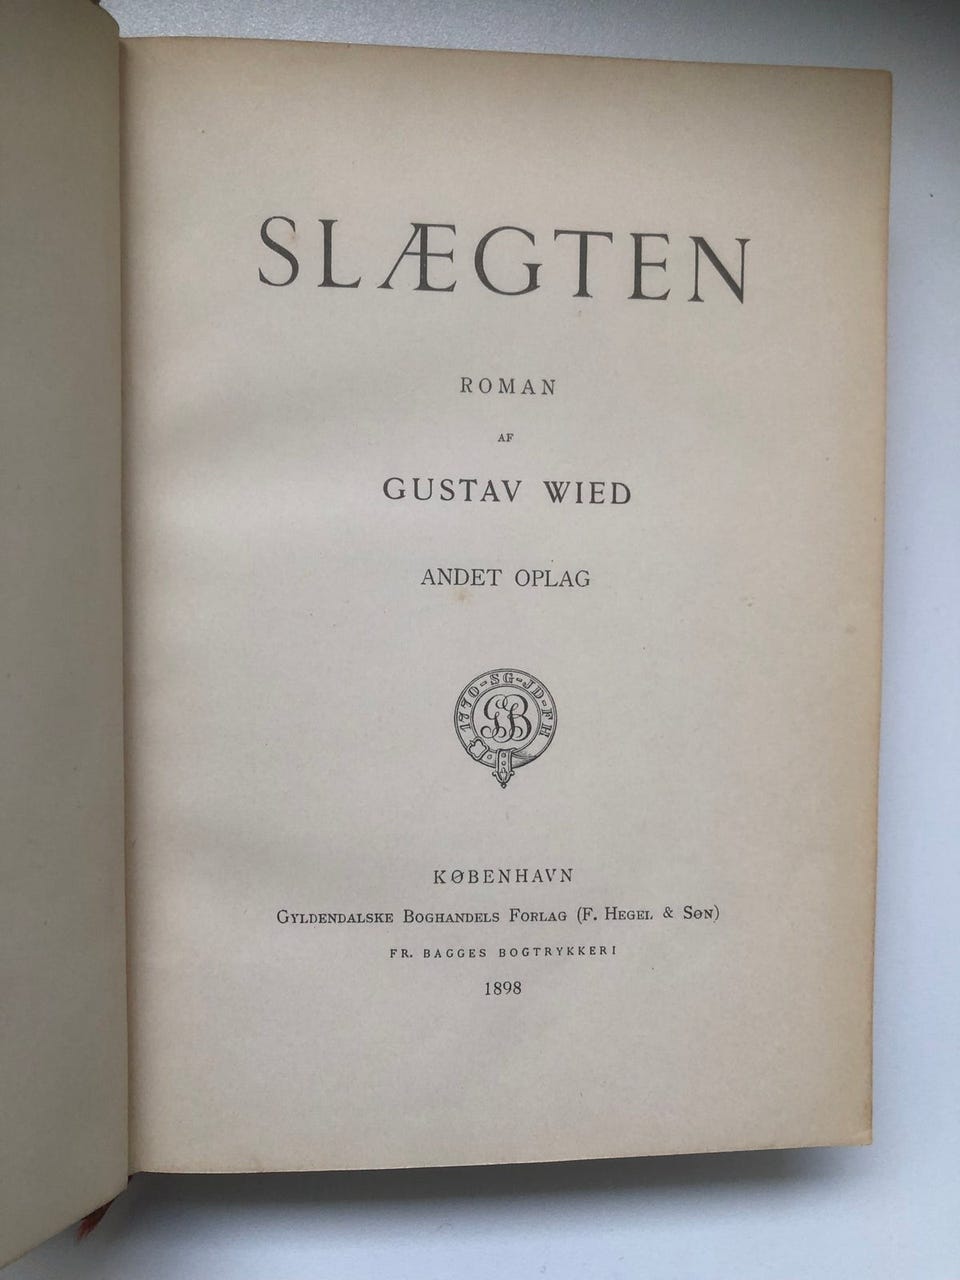 SLÆGTEN
ROMAN
AF
GUSTAV WIED
ANDET OPLAG
1770-SG-JD-FH
GB
KØBENHAVN
GYLDENDALSKE BOGHANDELS FORLAG (F. HEGEL & SØN)
FR. BAGGES BOGTRYKKERI
1898